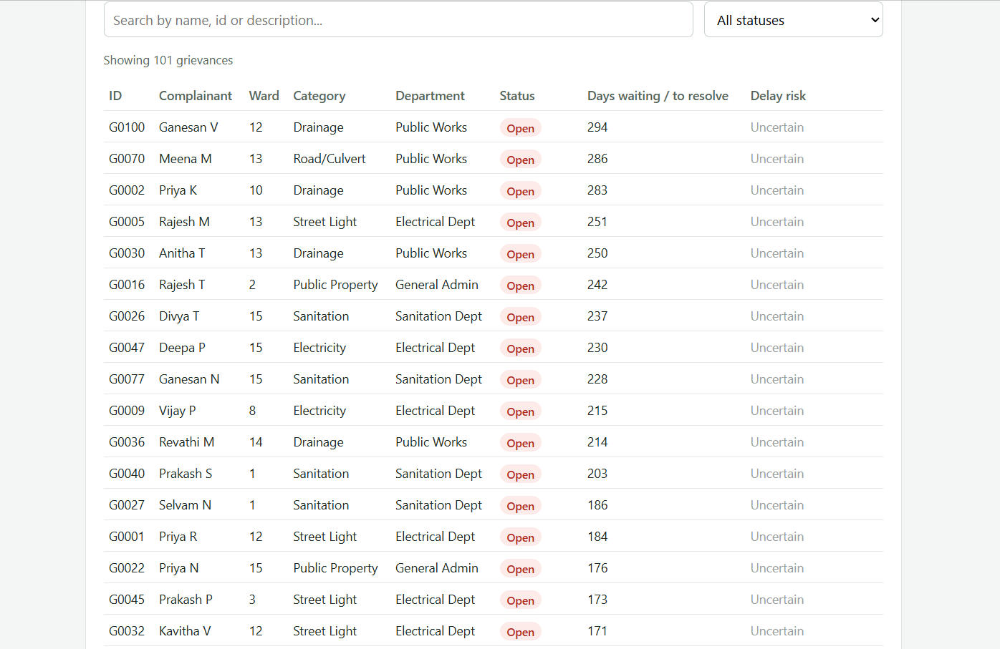 Search by name, id or description...
All statuses
Showing 101 grievances
ID Complainant Ward Category Department Status Days waiting / to resolve Delay risk
G0100 Ganesan V 12 Drainage Public Works Open 294 Uncertain
G0070 Meena M 13 Road/Culvert Public Works Open 286 Uncertain
G0002 Priya K 10 Drainage Public Works Open 283 Uncertain
G0005 Rajesh M 13 Street Light Electrical Dept Open 251 Uncertain
G0030 Anitha T 13 Drainage Public Works Open 250 Uncertain
G0016 Rajesh T 2 Public Property General Admin Open 242 Uncertain
G0026 Divya T 15 Sanitation Sanitation Dept Open 237 Uncertain
G0047 Deepa P 15 Electricity Electrical Dept Open 230 Uncertain
G0077 Ganesan N 15 Sanitation Sanitation Dept Open 228 Uncertain
G0009 Vijay P 8 Electricity Electrical Dept Open 215 Uncertain
G0036 Revathi M 14 Drainage Public Works Open 214 Uncertain
G0040 Prakash S 1 Sanitation Sanitation Dept Open 203 Uncertain
G0027 Selvam N 1 Sanitation Sanitation Dept Open 186 Uncertain
G0001 Priya R 12 Street Light Electrical Dept Open 184 Uncertain
G0022 Priya N 15 Public Property General Admin Open 176 Uncertain
G0045 Prakash P 3 Street Light Electrical Dept Open 173 Uncertain
G0032 Kavitha V 12 Street Light Electrical Dept Open 171 Uncertain